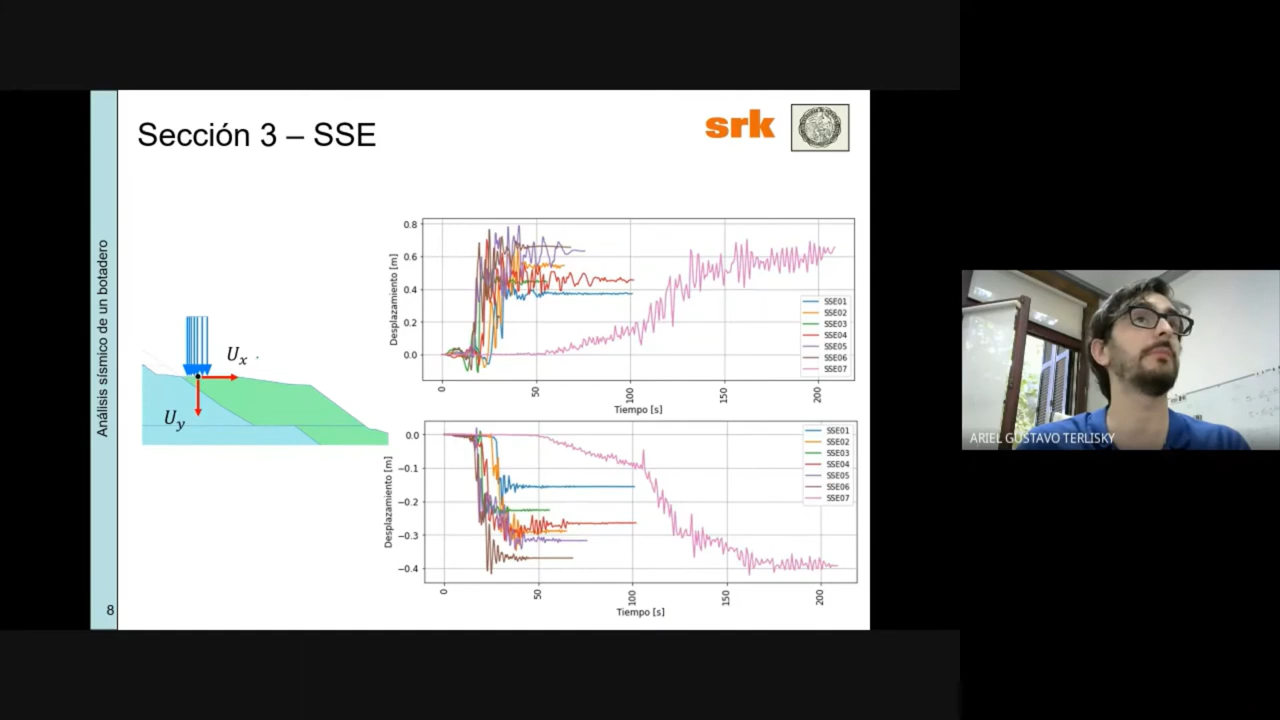 Sección 3 – SSE
srk
Análisis sísmico de un botadero
8
U_x
U_y
Desplazamiento [m]
0.8
0.6
0.4
0.2
0.0
0
50
100
150
200
Tiempo [s]
SSE01
SSE02
SSE03
SSE04
SSE05
SSE06
SSE07
Desplazamiento [m]
0.0
−0.1
−0.2
−0.3
−0.4
0
50
100
150
200
Tiempo [s]
SSE01
SSE02
SSE03
SSE04
SSE05
SSE06
SSE07
ARIEL GUSTAVO TERLISKY